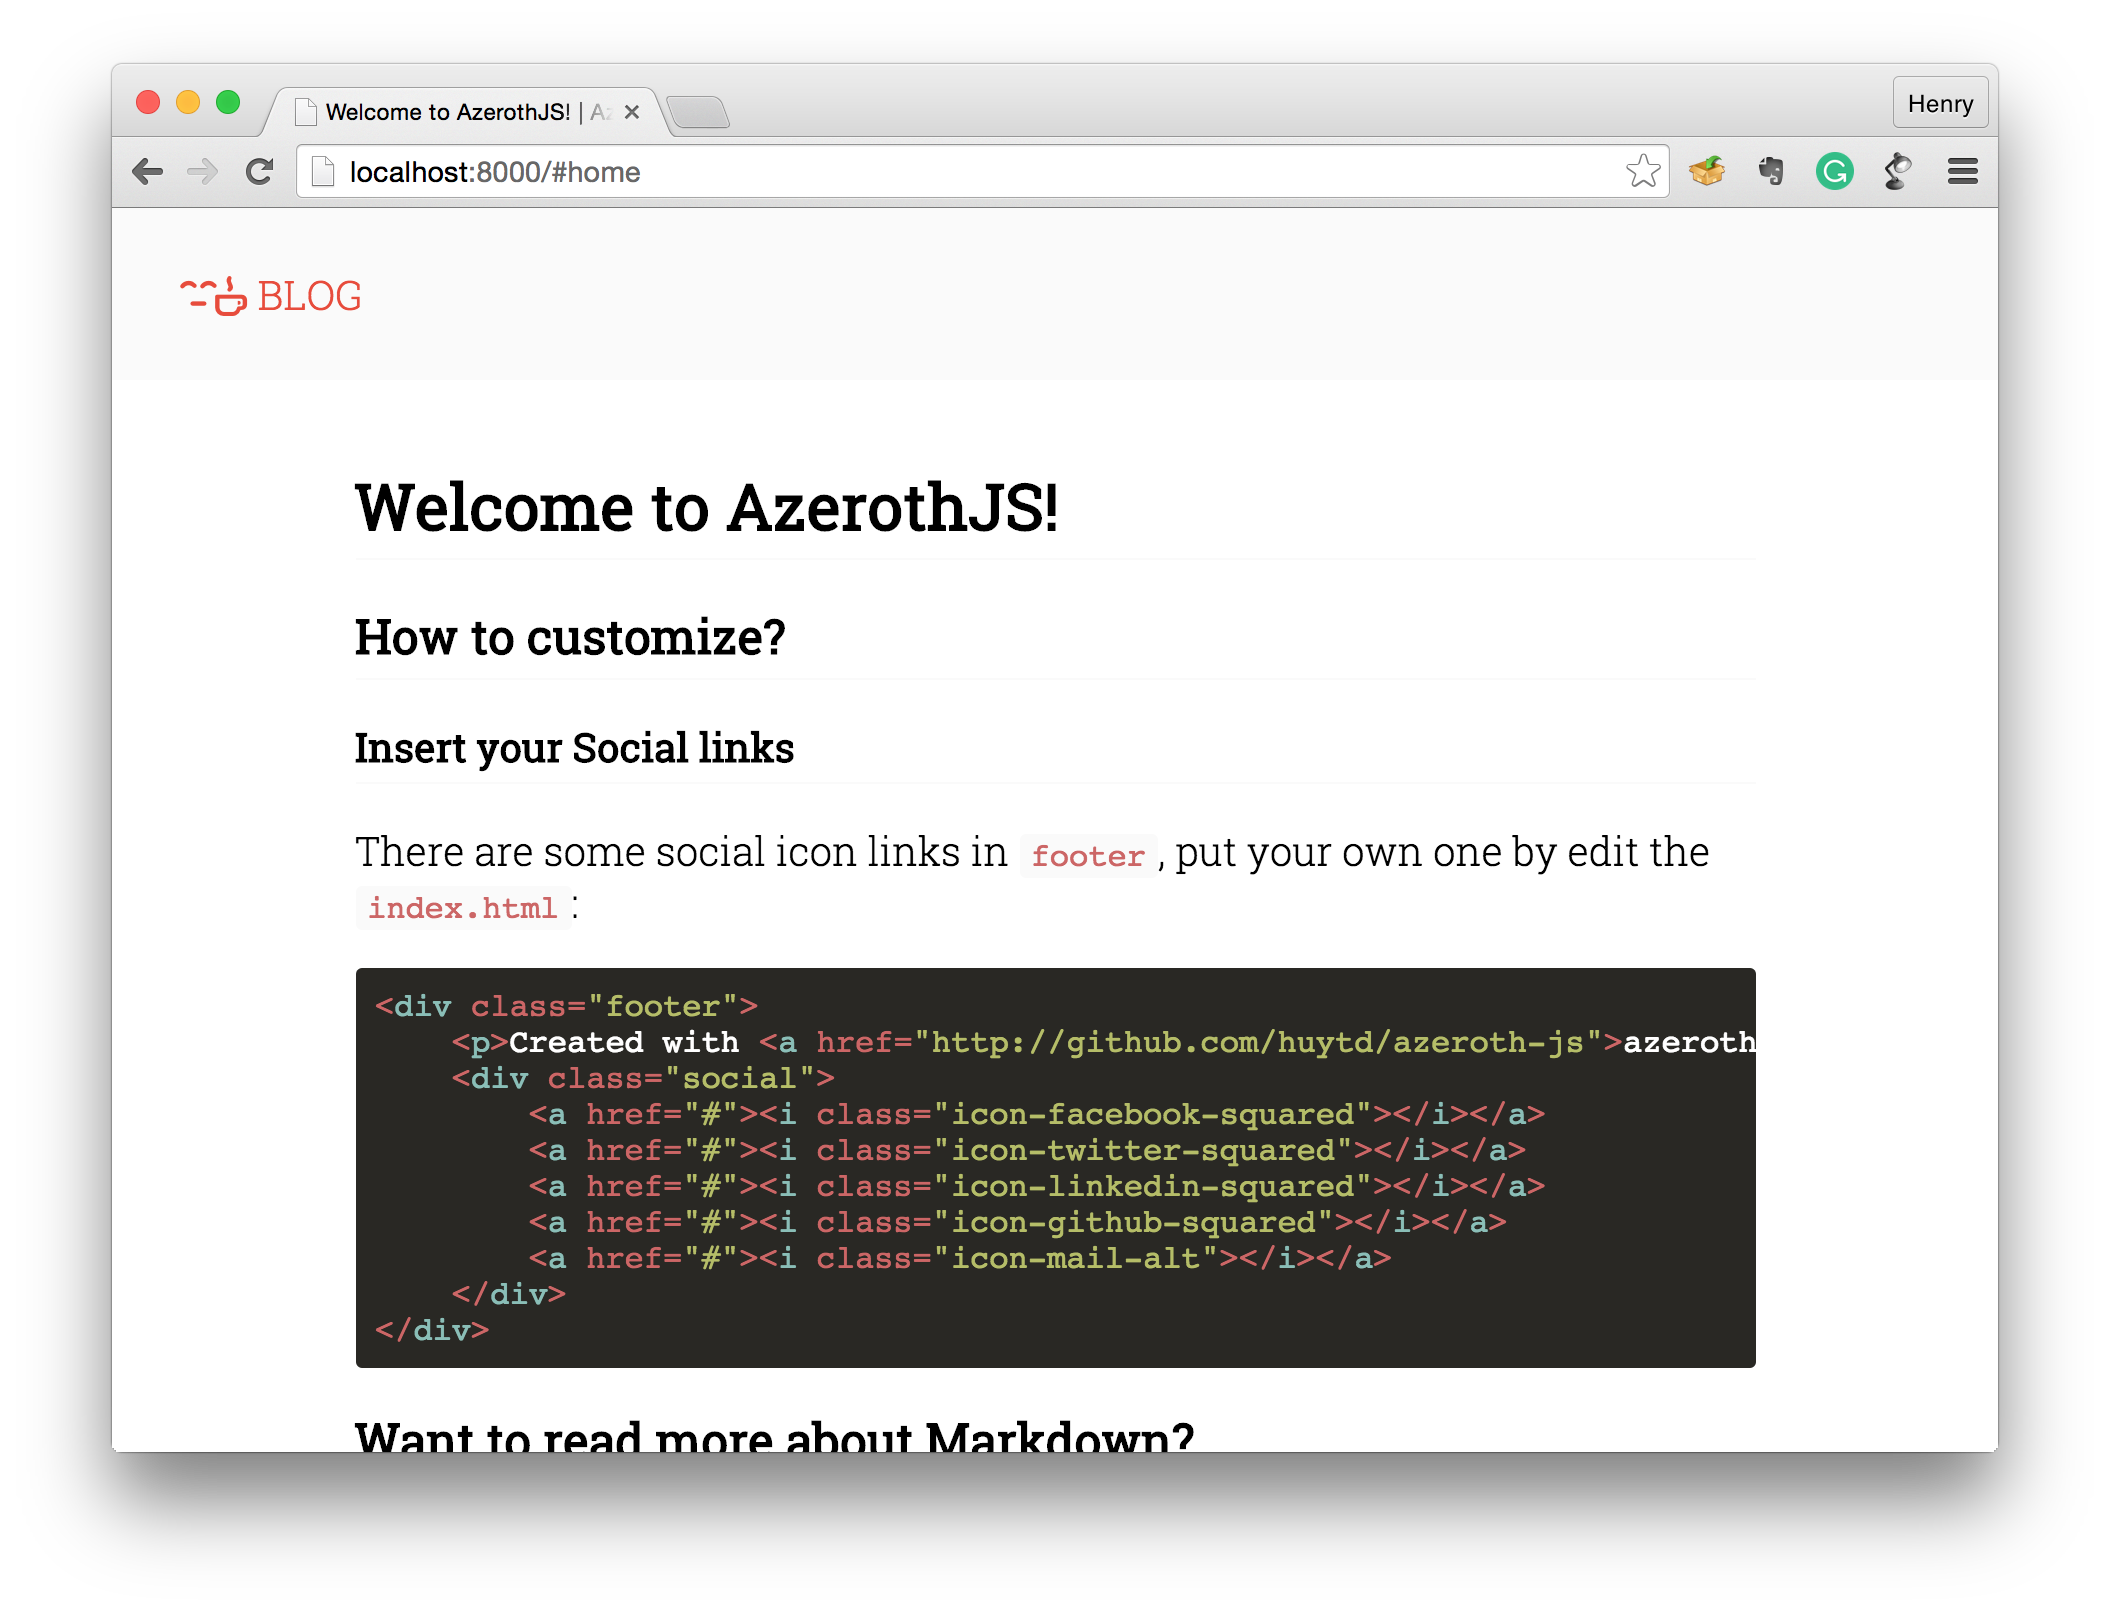 Welcome to AzerothJS! | Az
Henry
localhost:8000/#home
BLOG
Welcome to AzerothJS!
How to customize?
Insert your Social links
There are some social icon links in footer, put your own one by edit the
index.html:
<div class="footer">
    <p>Created with <a href="http://github.com/huytd/azeroth-js">azeroth
    <div class="social">
        <a href="#"><i class="icon-facebook-squared"></i></a>
        <a href="#"><i class="icon-twitter-squared"></i></a>
        <a href="#"><i class="icon-linkedin-squared"></i></a>
        <a href="#"><i class="icon-github-squared"></i></a>
        <a href="#"><i class="icon-mail-alt"></i></a>
    </div>
</div>
Want to read more about Markdown?